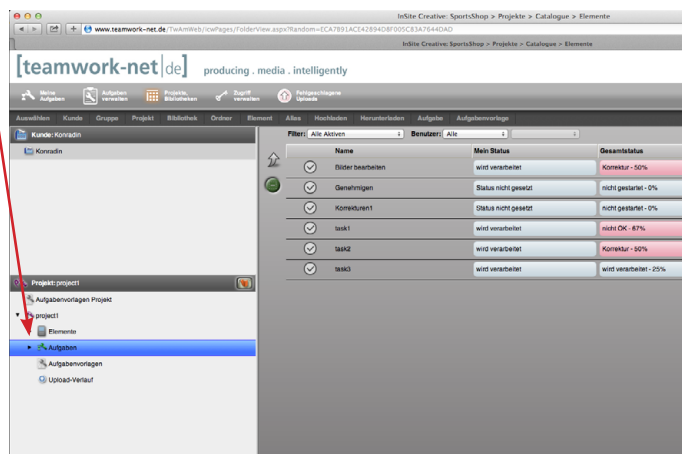 InSite Creative: SportsShop > Projekte > Catalogue > Elemente
www.teamwork-net.de/TwAmWeb/icwPages/FolderView.aspx?Random=ECA7891ACE42894D8F005C83A7644DAD
InSite Creative: SportsShop > Projekte > Catalogue > Elemente
[teamwork-net|de] producing . media . intelligently
Meine Aufgaben
Aufgaben verwalten
Projekte, Bibliotheken
Zugriff verwalten
Fehlgeschlagene Uploads
Auswählen Kunde Gruppe Projekt Bibliothek Ordner Element Alias Hochladen Herunterladen Aufgabe Aufgabenvorlage
Kunde: Konradin
Filter: Alle Aktiven Benutzer: Alle
Konradin
Name Mein Status Gesamtstatus
Bilder bearbeiten wird verarbeitet Korrektur - 50%
Genehmigen Status nicht gesetzt nicht gestartet - 0%
Korrekturen1 Status nicht gesetzt nicht gestartet - 0%
task1 wird verarbeitet nicht OK - 67%
task2 wird verarbeitet Korrektur - 50%
task3 wird verarbeitet wird verarbeitet - 25%
Projekt: project1
Aufgabenvorlagen Projekt
project1
Elemente
Aufgaben
Aufgabenvorlagen
Upload-Verlauf